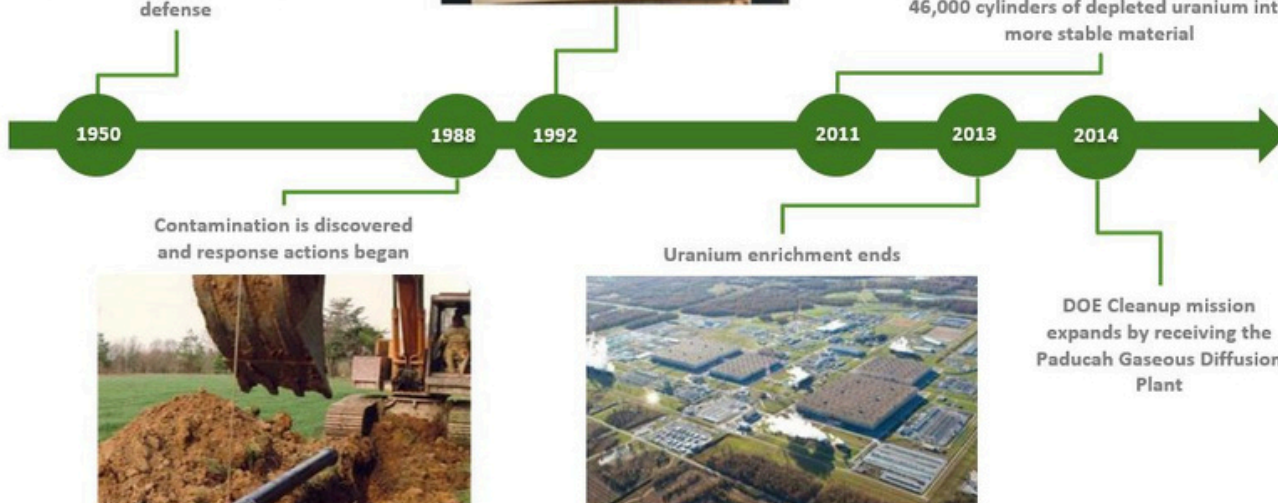 defense
46,000 cylinders of depleted uranium int
more stable material
1950
1988
1992
2011
2013
2014
Contamination is discovered
and response actions began
Uranium enrichment ends
DOE Cleanup mission
expands by receiving the
Paducah Gaseous Diffusion
Plant